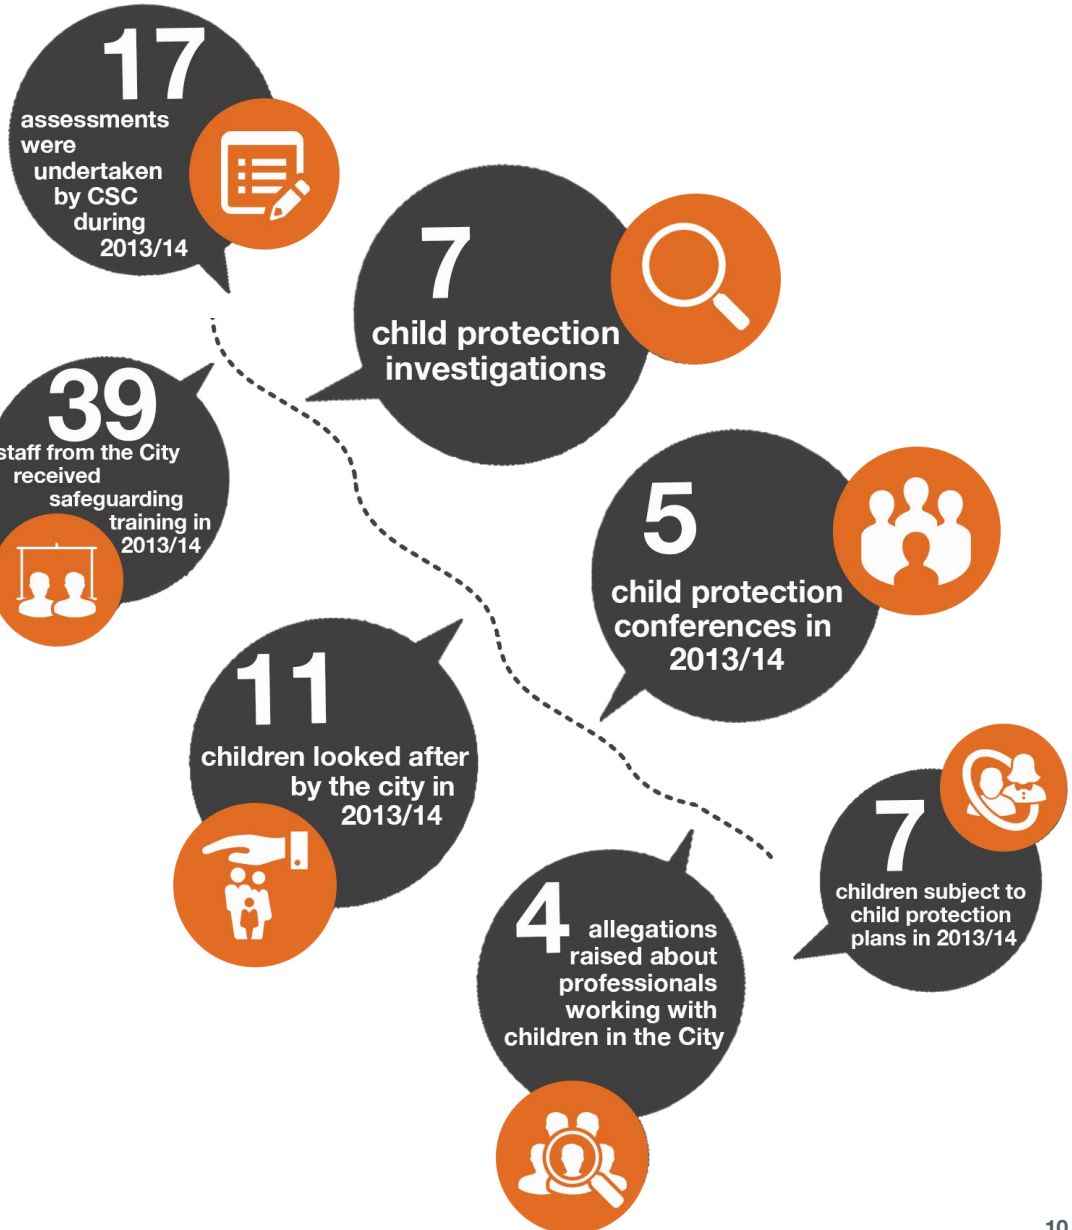 17
assessments
were
undertaken
by CSC
during
2013/14
7
child protection
investigations
39
staff from the City
received
safeguarding
training in
2013/14
5
child protection
conferences in
2013/14
11
children looked after
by the city in
2013/14
7
children subject to
child protection
plans in 2013/14
4 allegations
raised about
professionals
working with
children in the City
10